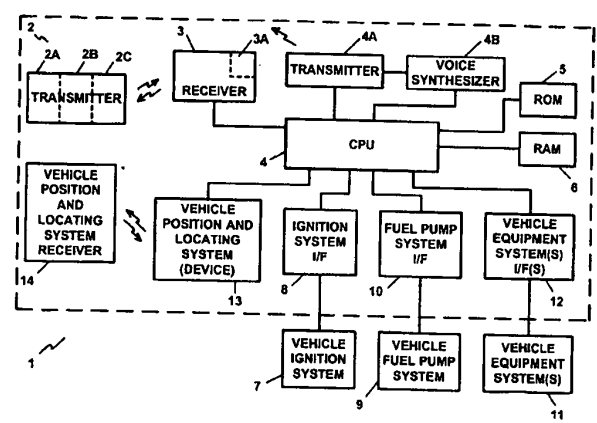 2
2A 2B 2C
TRANSMITTER
3
3A
RECEIVER
4A
TRANSMITTER
4B
VOICE
SYNTHESIZER
5
ROM
RAM
6
CPU
4
VEHICLE
POSITION
AND
LOCATING
SYSTEM
RECEIVER
14
VEHICLE
POSITION AND
LOCATING
SYSTEM
(DEVICE)
13
IGNITION
SYSTEM
I/F
8
FUEL PUMP
SYSTEM
I/F
10
VEHICLE
EQUIPMENT
SYSTEM(S)
I/F(S)
12
1
VEHICLE
IGNITION
SYSTEM
7
VEHICLE
FUEL PUMP
SYSTEM
9
VEHICLE
EQUIPMENT
SYSTEM(S)
11